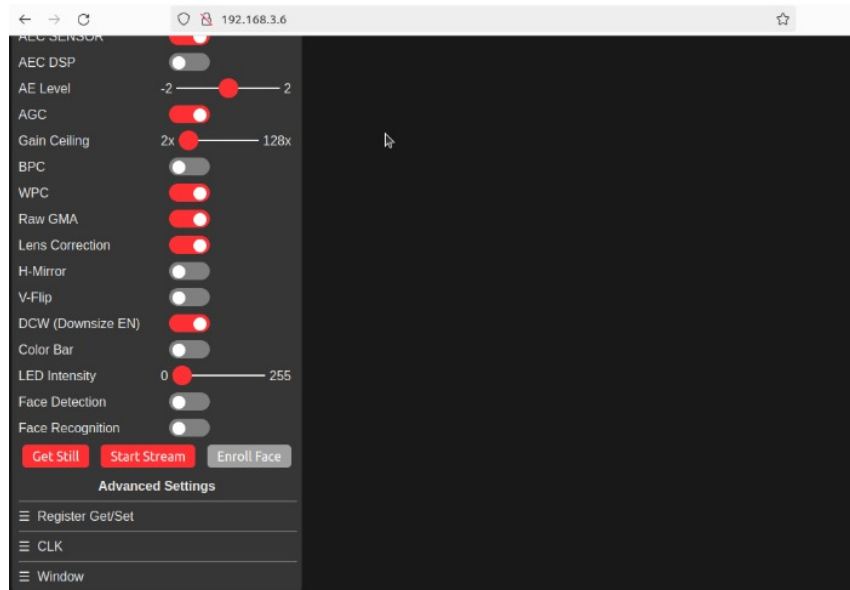 192.168.3.6
AEC SENSOR
AEC DSP
AE Level -2 2
AGC
Gain Ceiling 2x 128x
BPC
WPC
Raw GMA
Lens Correction
H-Mirror
V-Flip
DCW (Downsize EN)
Color Bar
LED Intensity 0 255
Face Detection
Face Recognition
Get Still Start Stream Enroll Face
Advanced Settings
Register Get/Set
CLK
Window